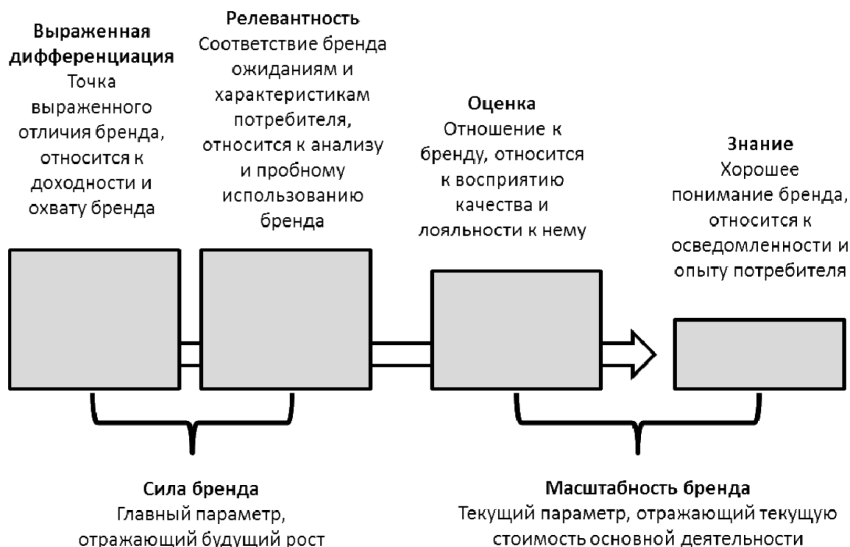 Выраженная
дифференциация
Точка
выраженного
отличия бренда,
относится к
доходности и
охвату бренда
Релевантность
Соответствие бренда
ожиданиям и
характеристикам
потребителя,
относится к анализу
и пробному
использованию
бренда
Оценка
Отношение к
бренду, относится
к восприятию
качества и
лояльности к нему
Знание
Хорошее
понимание бренда,
относится к
осведомленности и
опыту потребителя
Сила бренда
Главный параметр,
отражающий будущий рост
Масштабность бренда
Текущий параметр, отражающий текущую
стоимость основной деятельности